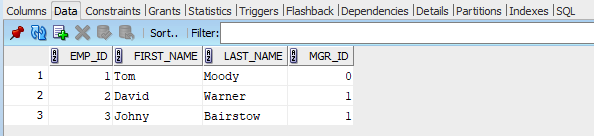 Columns Data Constraints Grants Statistics Triggers Flashback Dependencies Details Partitions Indexes SQL
Sort.. Filter:
EMP_ID FIRST_NAME LAST_NAME MGR_ID
1 1 Tom Moody 0
2 2 David Warner 1
3 3 Johny Bairstow 1